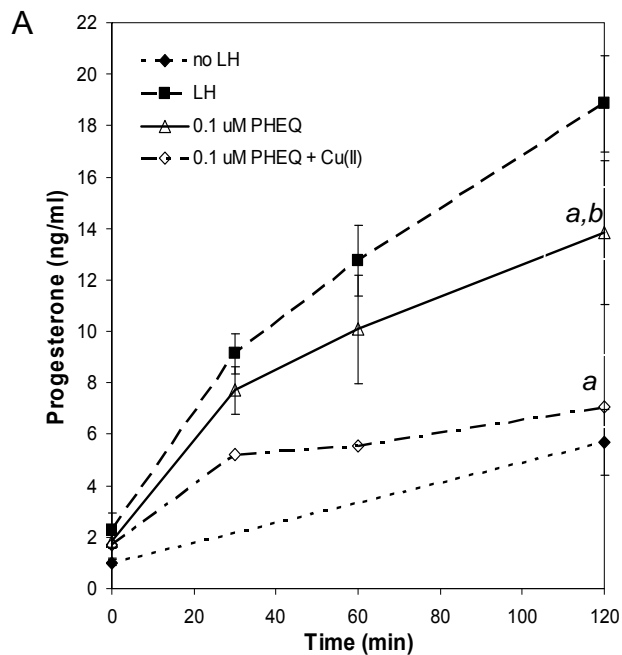 A
22
20
18
16
14
12
10
8
6
4
2
0
Progesterone (ng/ml)
no LH
LH
0.1 uM PHEQ
0.1 uM PHEQ + Cu(II)
a,b
a
0 20 40 60 80 100 120
Time (min)